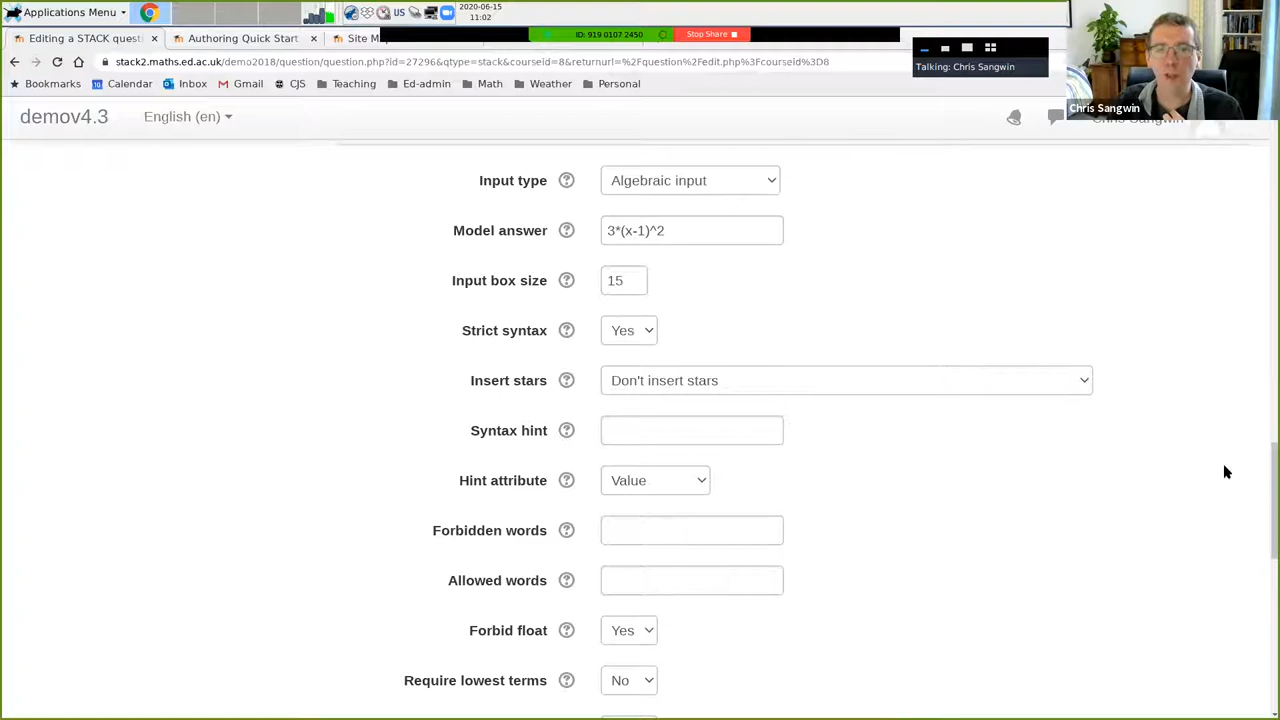 Applications Menu
US
2020-06-15
11:02
Editing a STACK quest
Authoring Quick Start
Site M
ID: 919 0107 2450
Stop Share
Talking: Chris Sangwin
stack2.maths.ed.ac.uk/demo2018/question/question.php?id=27296&qtype=stack&courseid=8&returnurl=%2Fquestion%2Fedit.php%3Fcourseid%3D8
Bookmarks
Calendar
Inbox
Gmail
CJS
Teaching
Ed-admin
Math
Weather
Personal
Chris Sangwin
demov4.3
English (en)
Chris Sangwin
Input type
Algebraic input
Model answer
3*(x-1)^2
Input box size
15
Strict syntax
Yes
Insert stars
Don't insert stars
Syntax hint
Hint attribute
Value
Forbidden words
Allowed words
Forbid float
Yes
Require lowest terms
No